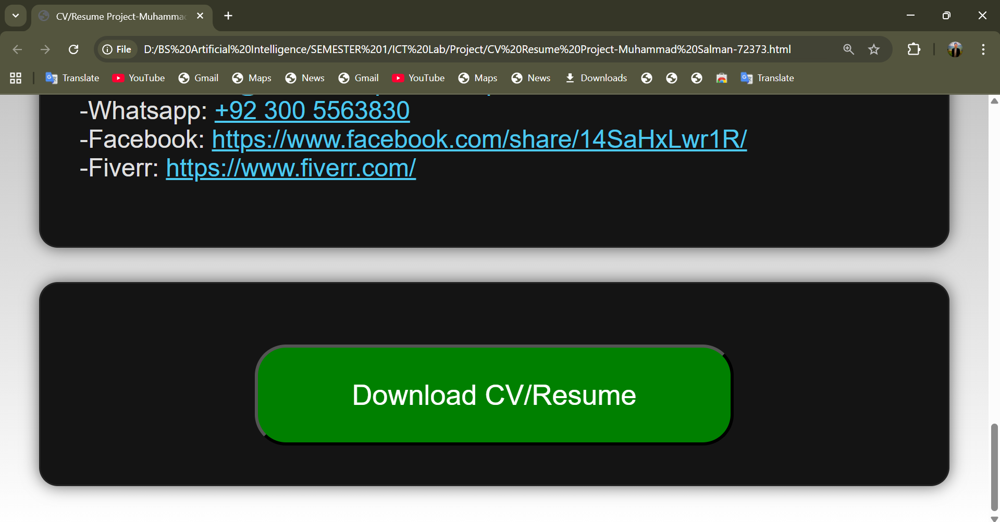 CV/Resume Project-Muhammad
File D:/BS%20Artificial%20Intelligence/SEMESTER%201/ICT%20Lab/Project/CV%20Resume%20Project-Muhammad%20Salman-72373.html
Translate YouTube Gmail Maps News Gmail YouTube Maps News Downloads Translate
-Whatsapp: +92 300 5563830
-Facebook: https://www.facebook.com/share/14SaHxLwr1R/
-Fiverr: https://www.fiverr.com/
Download CV/Resume